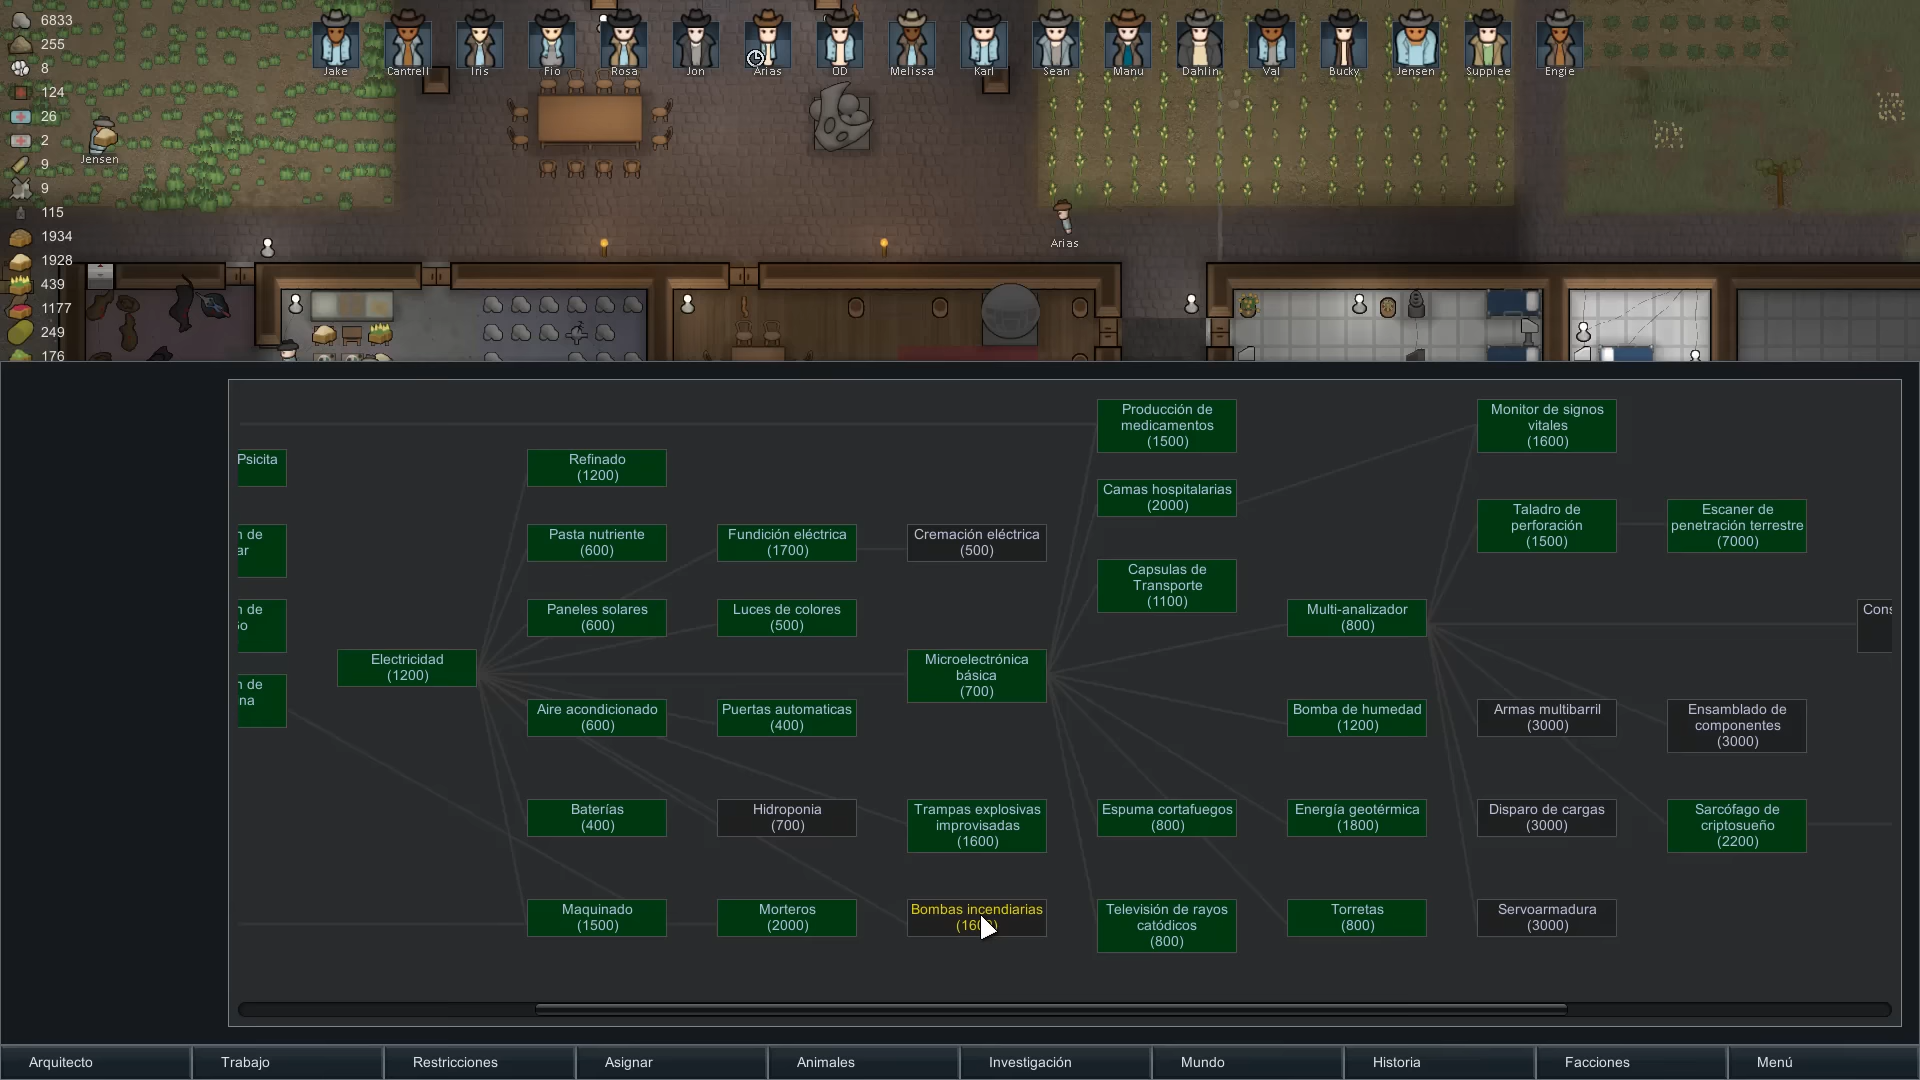 6833
255
8
124
26
2
9
9
115
1934
1928
439
1177
249
176
Jake
Cantrell
Iris
Fio
Rosa
Jon
Arias
OD
Melissa
Karl
Sean
Manu
Dahlin
Val
Bucky
Jensen
Supplee
Engie
Jensen
Arias
Psicita
n de
ar
n de
na
Electricidad
(1200)
Refinado
(1200)
Pasta nutriente
(600)
Paneles solares
(600)
Aire acondicionado
(600)
Baterías
(400)
Maquinado
(1500)
Fundición eléctrica
(1700)
Luces de colores
(500)
Puertas automaticas
(400)
Hidroponia
(700)
Morteros
(2000)
Cremación eléctrica
(500)
Microelectrónica
básica
(700)
Trampas explosivas
improvisadas
(1600)
Bombas incendiarias
Producción de
medicamentos
(1500)
Camas hospitalarias
(2000)
Capsulas de
Transporte
(1100)
Espuma cortafuegos
(800)
Televisión de rayos
catódicos
(800)
Multi-analizador
(800)
Bomba de humedad
(1200)
Energía geotérmica
(1800)
Torretas
(800)
Monitor de signos
vitales
(1600)
Taladro de
perforación
(1500)
Armas multibarril
(3000)
Disparo de cargas
(3000)
Servoarmadura
(3000)
Escaner de
penetración terrestre
(7000)
Ensamblado de
componentes
(3000)
Sarcófago de
criptosueño
(2200)
Cons
Arquitecto
Trabajo
Restricciones
Asignar
Animales
Investigación
Mundo
Historia
Facciones
Menú